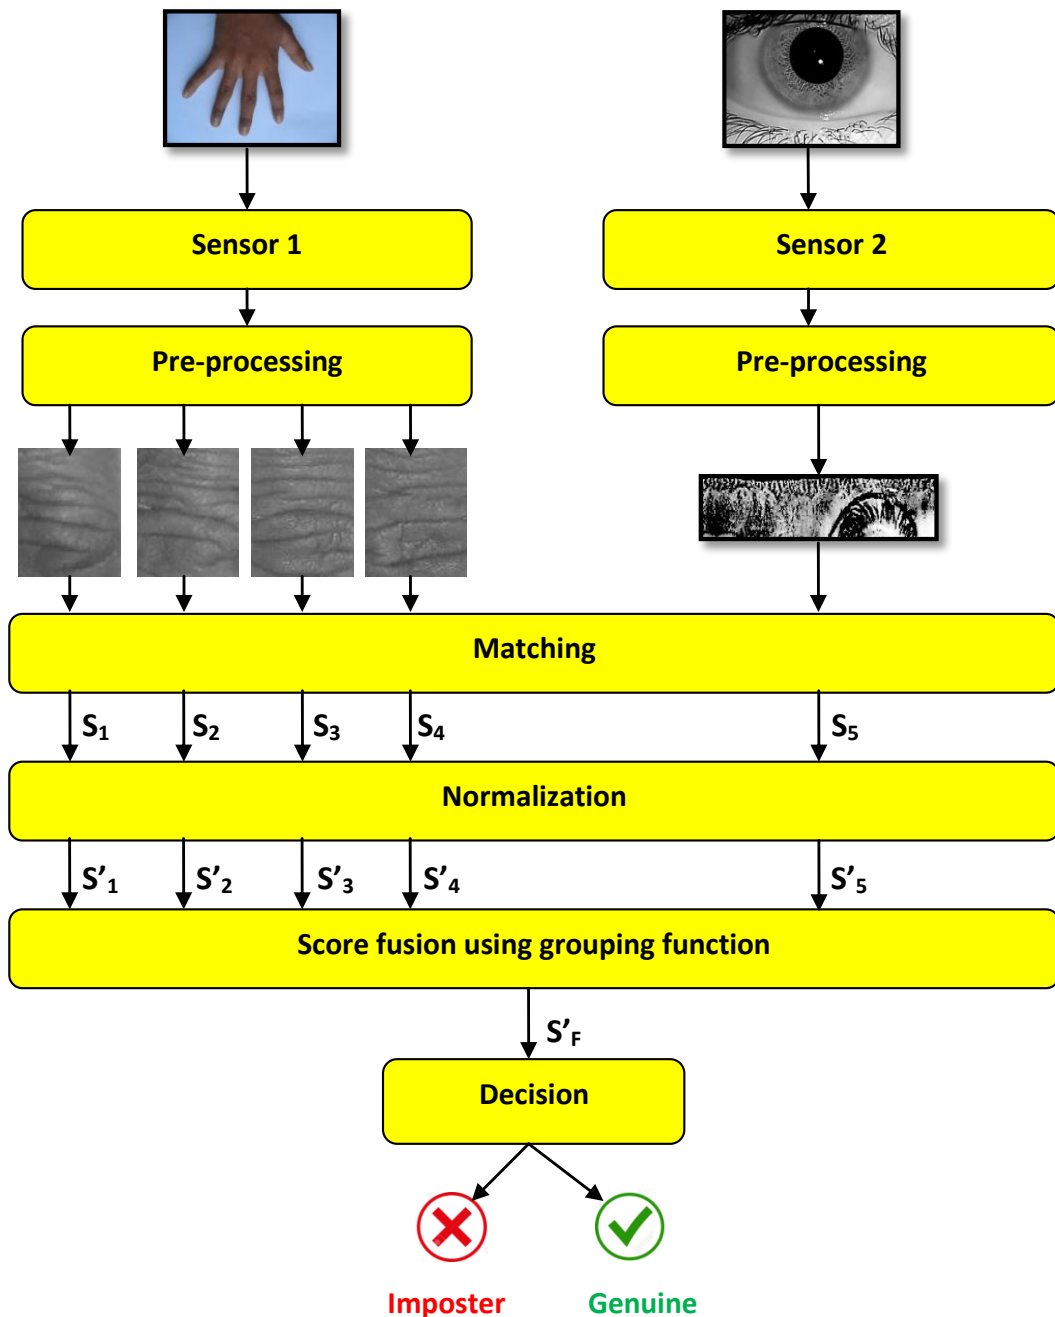 Sensor 1
Sensor 2
Pre-processing
Pre-processing
Matching
S₁ S₂ S₃ S₄ S₅
Normalization
S’₁ S’₂ S’₃ S’₄ S’₅
Score fusion using grouping function
S’F
Decision
Imposter
Genuine